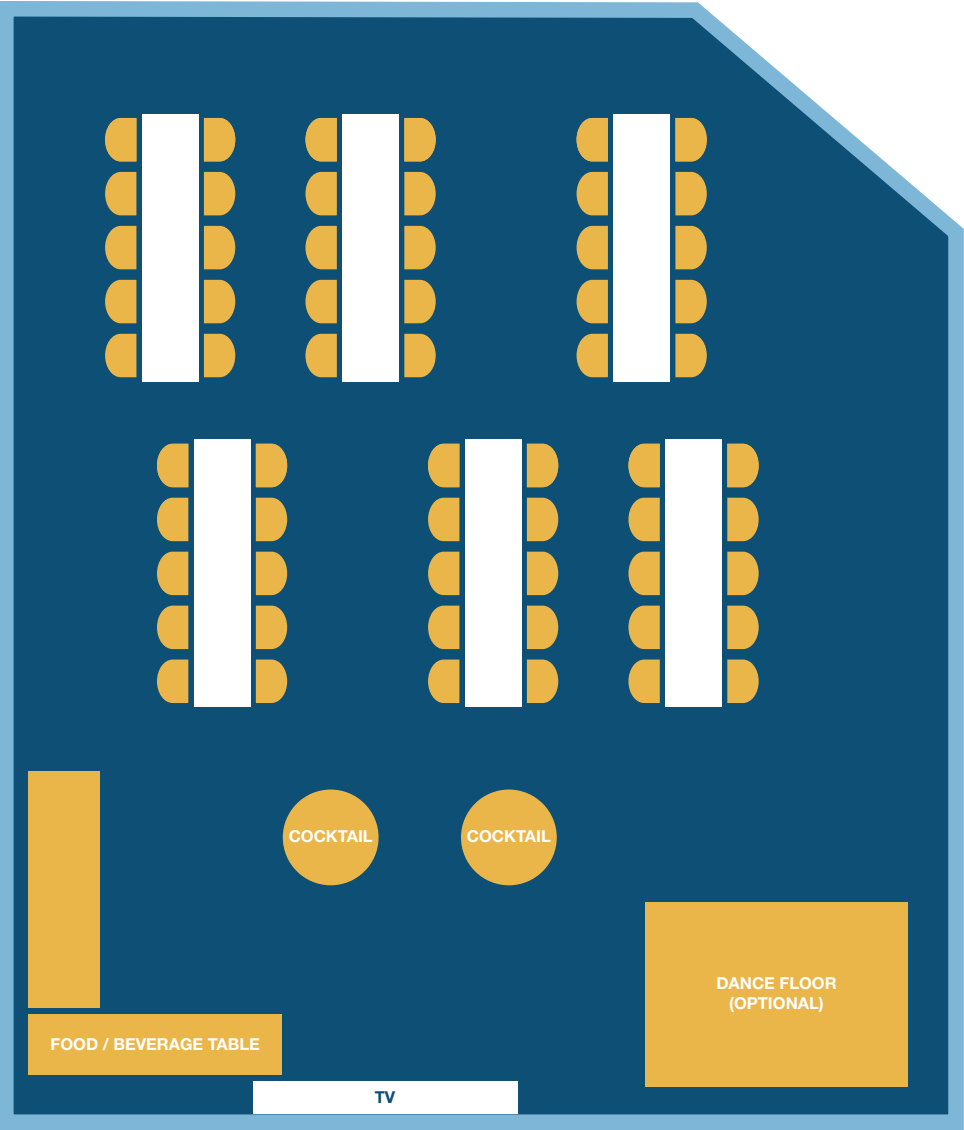 COCKTAIL
COCKTAIL
DANCE FLOOR
(OPTIONAL)
FOOD / BEVERAGE TABLE
TV